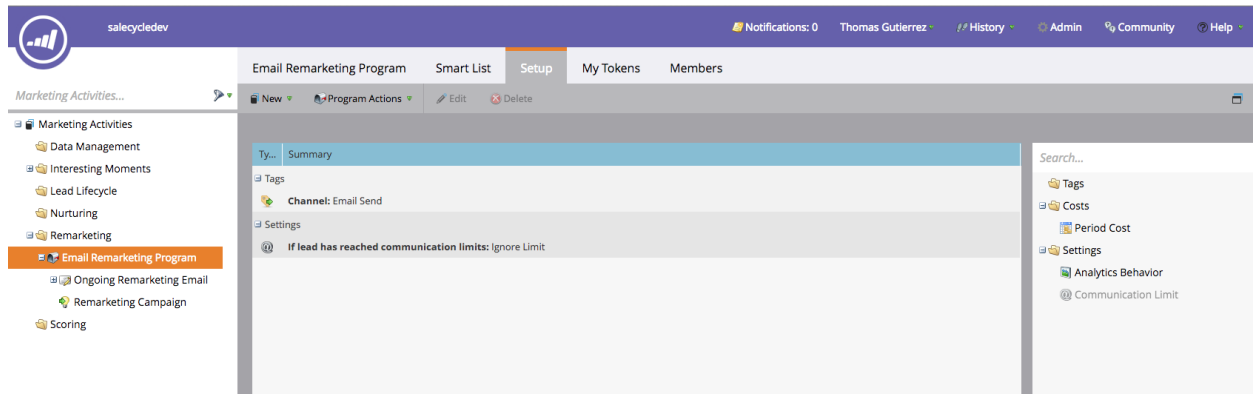 salecycledev
Notifications: 0 Thomas Gutierrez History Admin Community Help
Email Remarketing Program Smart List Setup My Tokens Members
Marketing Activities...
New Program Actions Edit Delete
Marketing Activities
Data Management
Interesting Moments
Lead Lifecycle
Nurturing
Remarketing
Email Remarketing Program
Ongoing Remarketing Email
Remarketing Campaign
Scoring
Ty... Summary
Tags
Channel: Email Send
Settings
If lead has reached communication limits: Ignore Limit
Search...
Tags
Costs
Period Cost
Settings
Analytics Behavior
Communication Limit